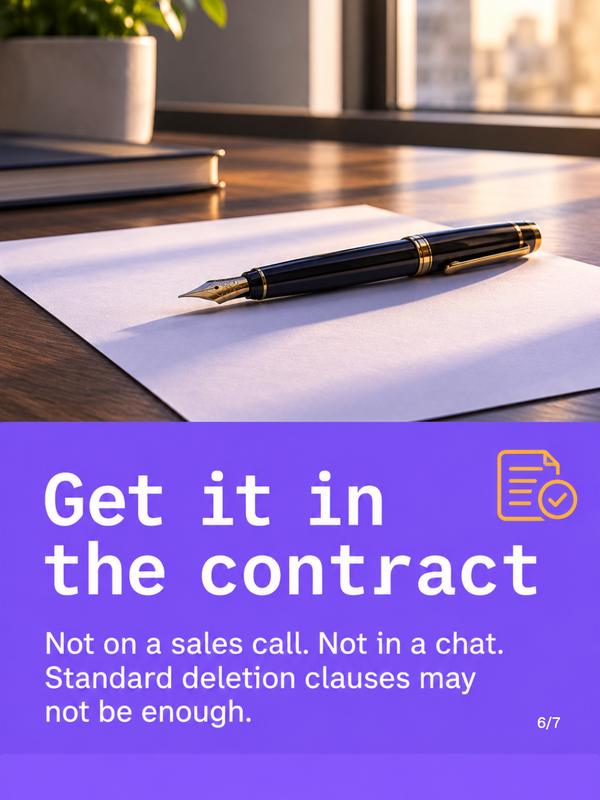 Get it in
the contract
Not on a sales call. Not in a chat.
Standard deletion clauses may
not be enough.
6/7